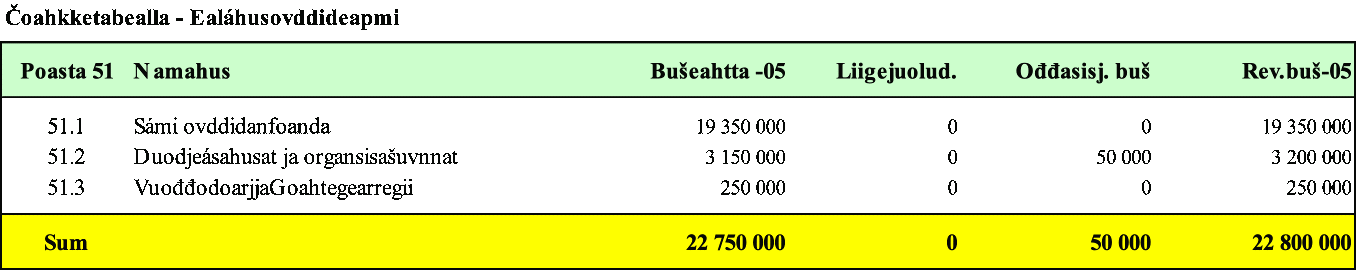 Čoahkketabealla - Ealáhusovddideapmi
Poasta 51 Namahus Bušeahtta -05 Liigejuolud. Ođđasisj. buš Rev.buš-05
51.1 Sámi ovddidanfoanda 19 350 000 0 0 19 350 000
51.2 Duodjeásahusat ja organsisašuvnnat 3 150 000 0 50 000 3 200 000
51.3 VuođđodoarjjaGoahtegearregii 250 000 0 0 250 000
Sum 22 750 000 0 50 000 22 800 000